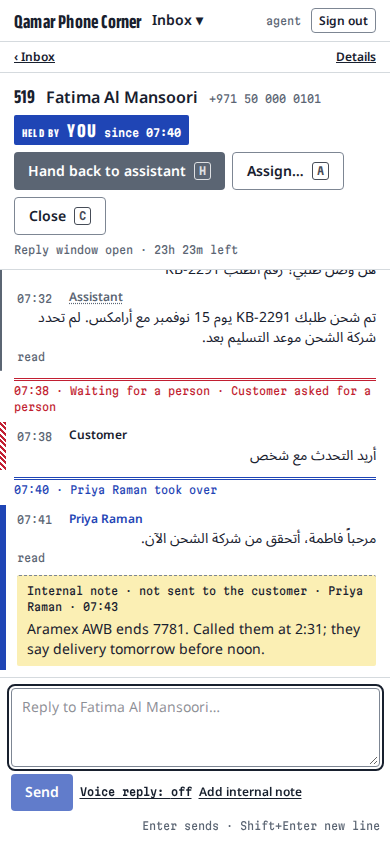 Qamar Phone Corner Inbox ▾ agent Sign out
‹ Inbox Details
519 Fatima Al Mansoori +971 50 000 0101
HELD BY YOU since 07:40
Hand back to assistant H Assign... A
Close C
Reply window open · 23h 23m left
هل وصل طلبي؟ رقم الطلب KB-2291
07:32 Assistant
تم شحن طلبك KB-2291 يوم 15 نوفمبر مع أرامكس. لم تحدد
شركة الشحن موعد التسليم بعد.
read
07:38 · Waiting for a person · Customer asked for a
person
07:38 Customer
أريد التحدث مع شخص
07:40 · Priya Raman took over
07:41 Priya Raman
مرحباً فاطمة، أتحقق من شركة الشحن الآن.
read
Internal note · not sent to the customer · Priya
Raman · 07:43
Aramex AWB ends 7781. Called them at 2:31; they
say delivery tomorrow before noon.
Reply to Fatima Al Mansoori...
Send Voice reply: off Add internal note
Enter sends · Shift+Enter new line